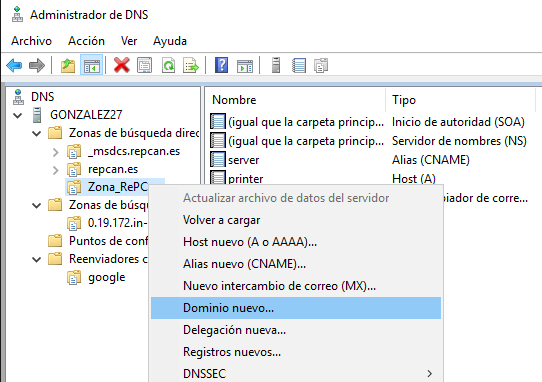 Administrador de DNS
Archivo Acción Ver Ayuda
DNS
GONZALEZ27
Zonas de búsqueda direc
_msdcs.repcan.es
repcan.es
Zona_RePC
Zonas de búsqu
0.19.172.in-
Puntos de conf
Reenviadores c
google
Nombre Tipo
(igual que la carpeta princip... Inicio de autoridad (SOA)
(igual que la carpeta princip... Servidor de nombres (NS)
server Alias (CNAME)
printer Host (A)
biador de corre...
Actualizar archivo de datos del servidor
Volver a cargar
Host nuevo (A o AAAA)...
Alias nuevo (CNAME)...
Nuevo intercambio de correo (MX)...
Dominio nuevo...
Delegación nueva...
Registros nuevos...
DNSSEC